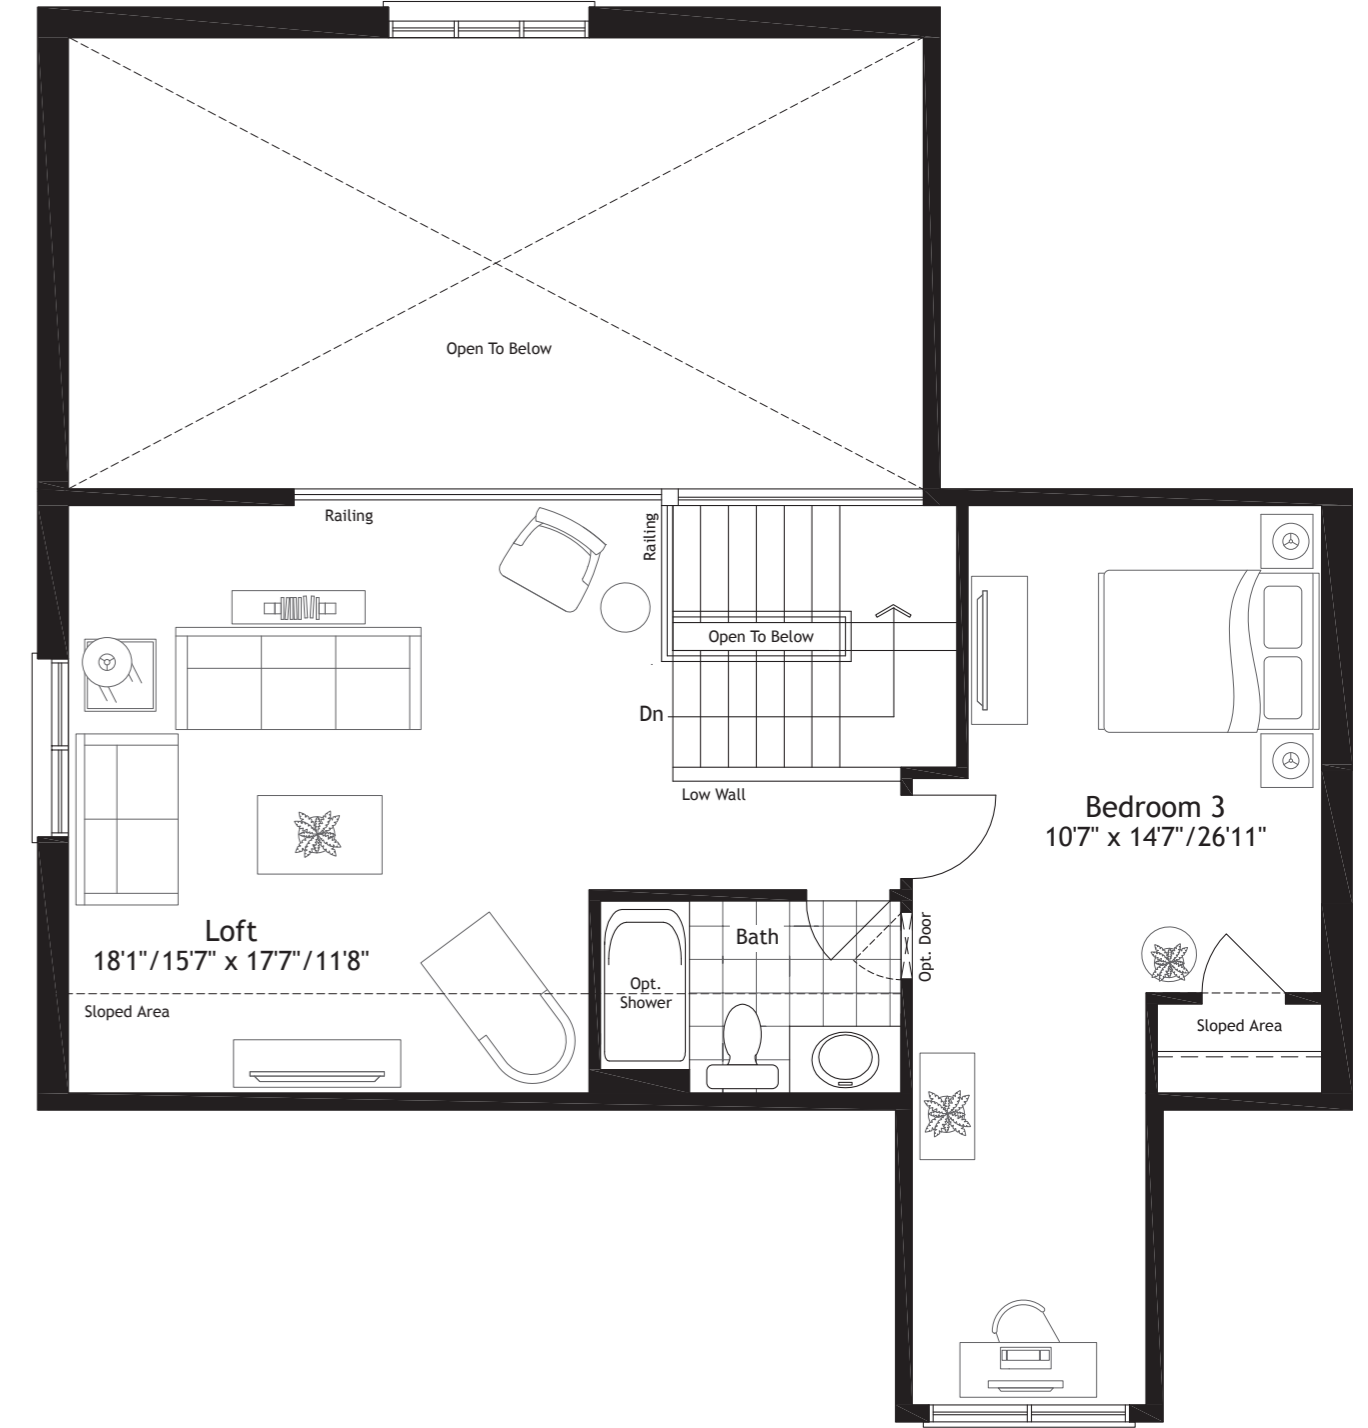 Open To Below
Railing
Railing
Open To Below
Dn
Low Wall
Bedroom 3
10'7" x 14'7"/26'11"
Loft
18'1"/15'7" x 17'7"/11'8"
Bath
Opt. Door
Opt.
Shower
Sloped Area
Sloped Area